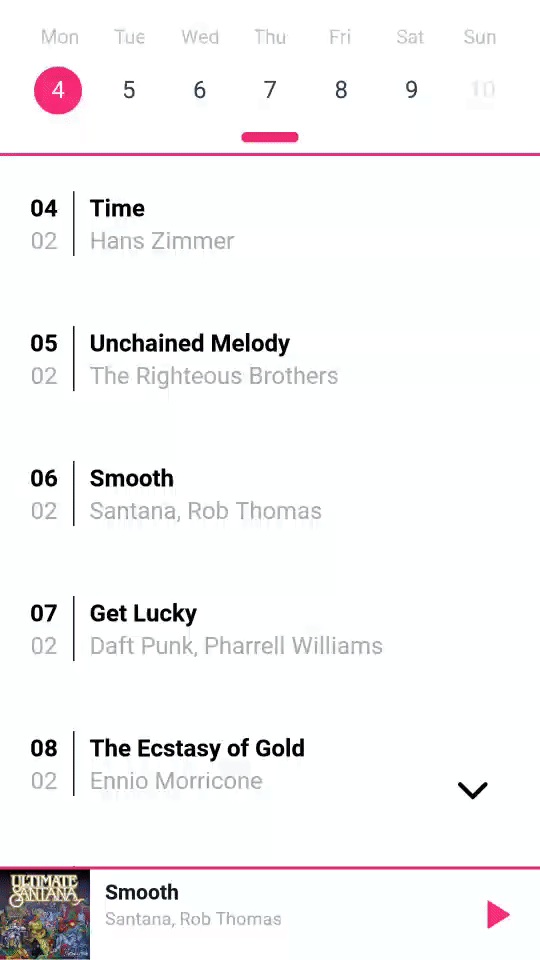 Mon Tue Wed Thu Fri Sat Sun
4 5 6 7 8 9 10
04 Time
02 Hans Zimmer
05 Unchained Melody
02 The Righteous Brothers
06 Smooth
02 Santana, Rob Thomas
07 Get Lucky
02 Daft Punk, Pharrell Williams
08 The Ecstasy of Gold
02 Ennio Morricone
ULTIMATE
SANTANA
Smooth
Santana, Rob Thomas